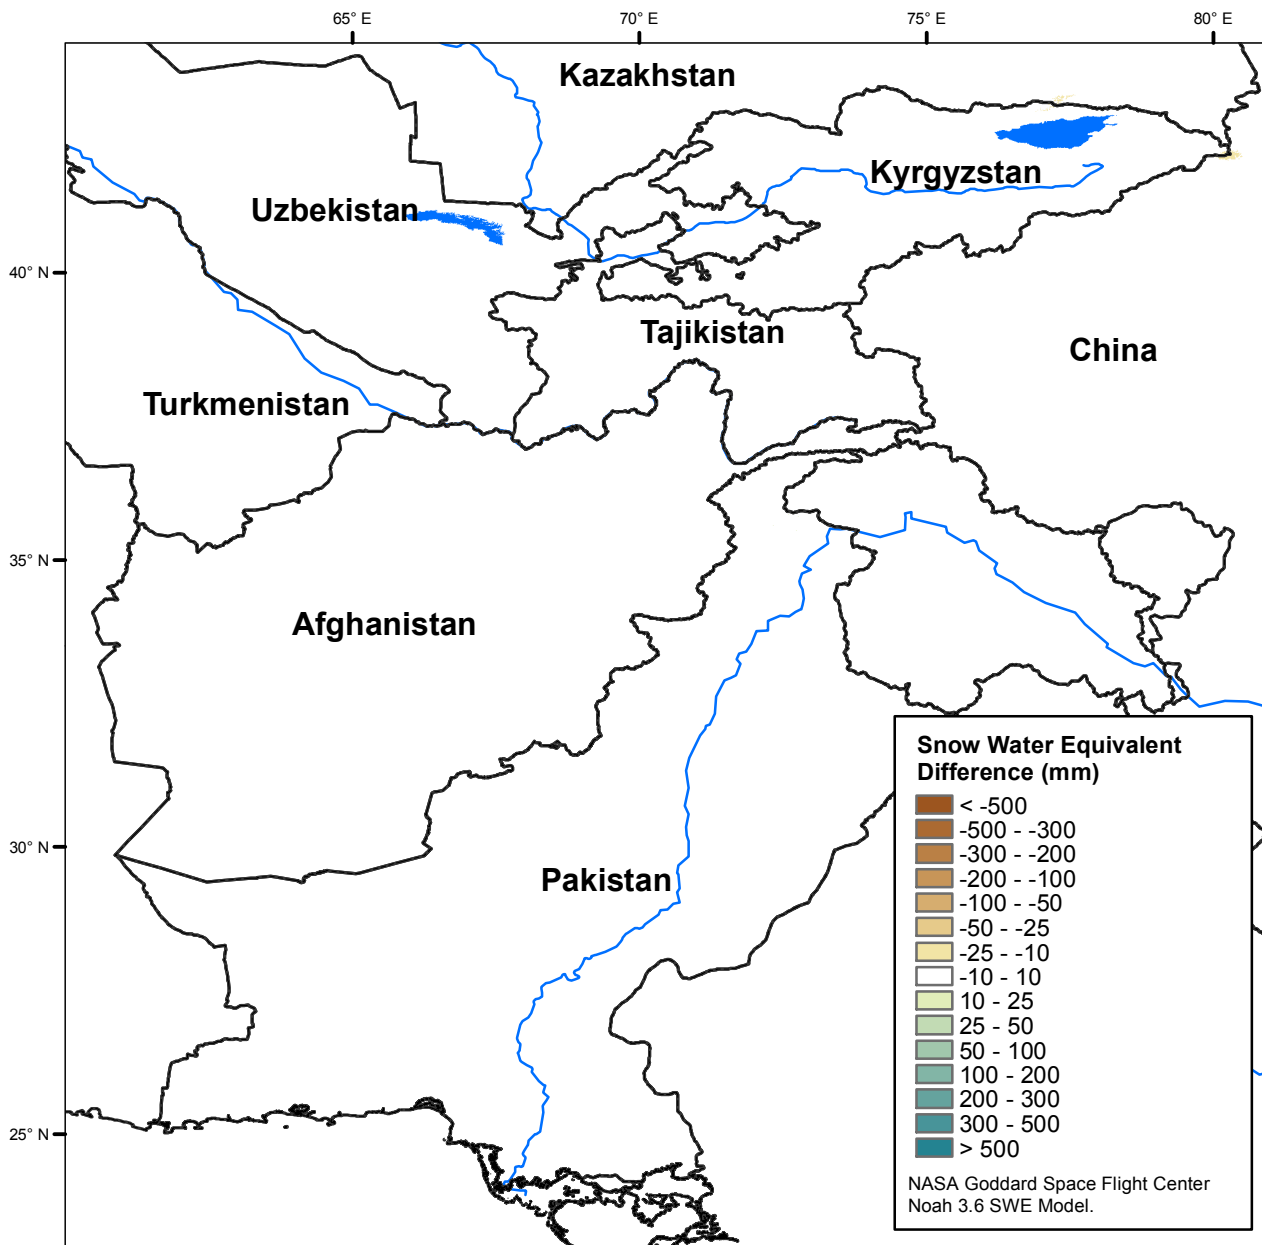 65° E
70° E
75° E
80° E
Kazakhstan
Kyrgyzstan
Uzbekistan
40° N
Tajikistan
China
Turkmenistan
35° N
Afghanistan
30° N
Pakistan
25° N
Snow Water Equivalent
Difference (mm)
< -500
-500 - -300
-300 - -200
-200 - -100
-100 - -50
-50 - -25
-25 - -10
-10 - 10
10 - 25
25 - 50
50 - 100
100 - 200
200 - 300
300 - 500
> 500
NASA Goddard Space Flight Center
Noah 3.6 SWE Model.